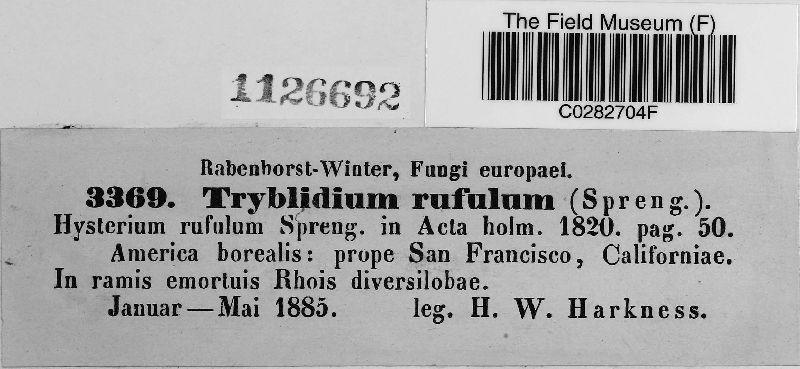 The Field Museum (F)
C0282704F
1126692
Rabenhorst-Winter, Fungi europaei.
3369. Tryblidium rufulum (Spreng.).
Hysterium rufulum Spreng. in Acta holm. 1820. pag. 50.
America borealis: prope San Francisco, Californiae.
In ramis emortuis Rhois diversilobae.
Januar — Mai 1885. leg. H. W. Harkness.